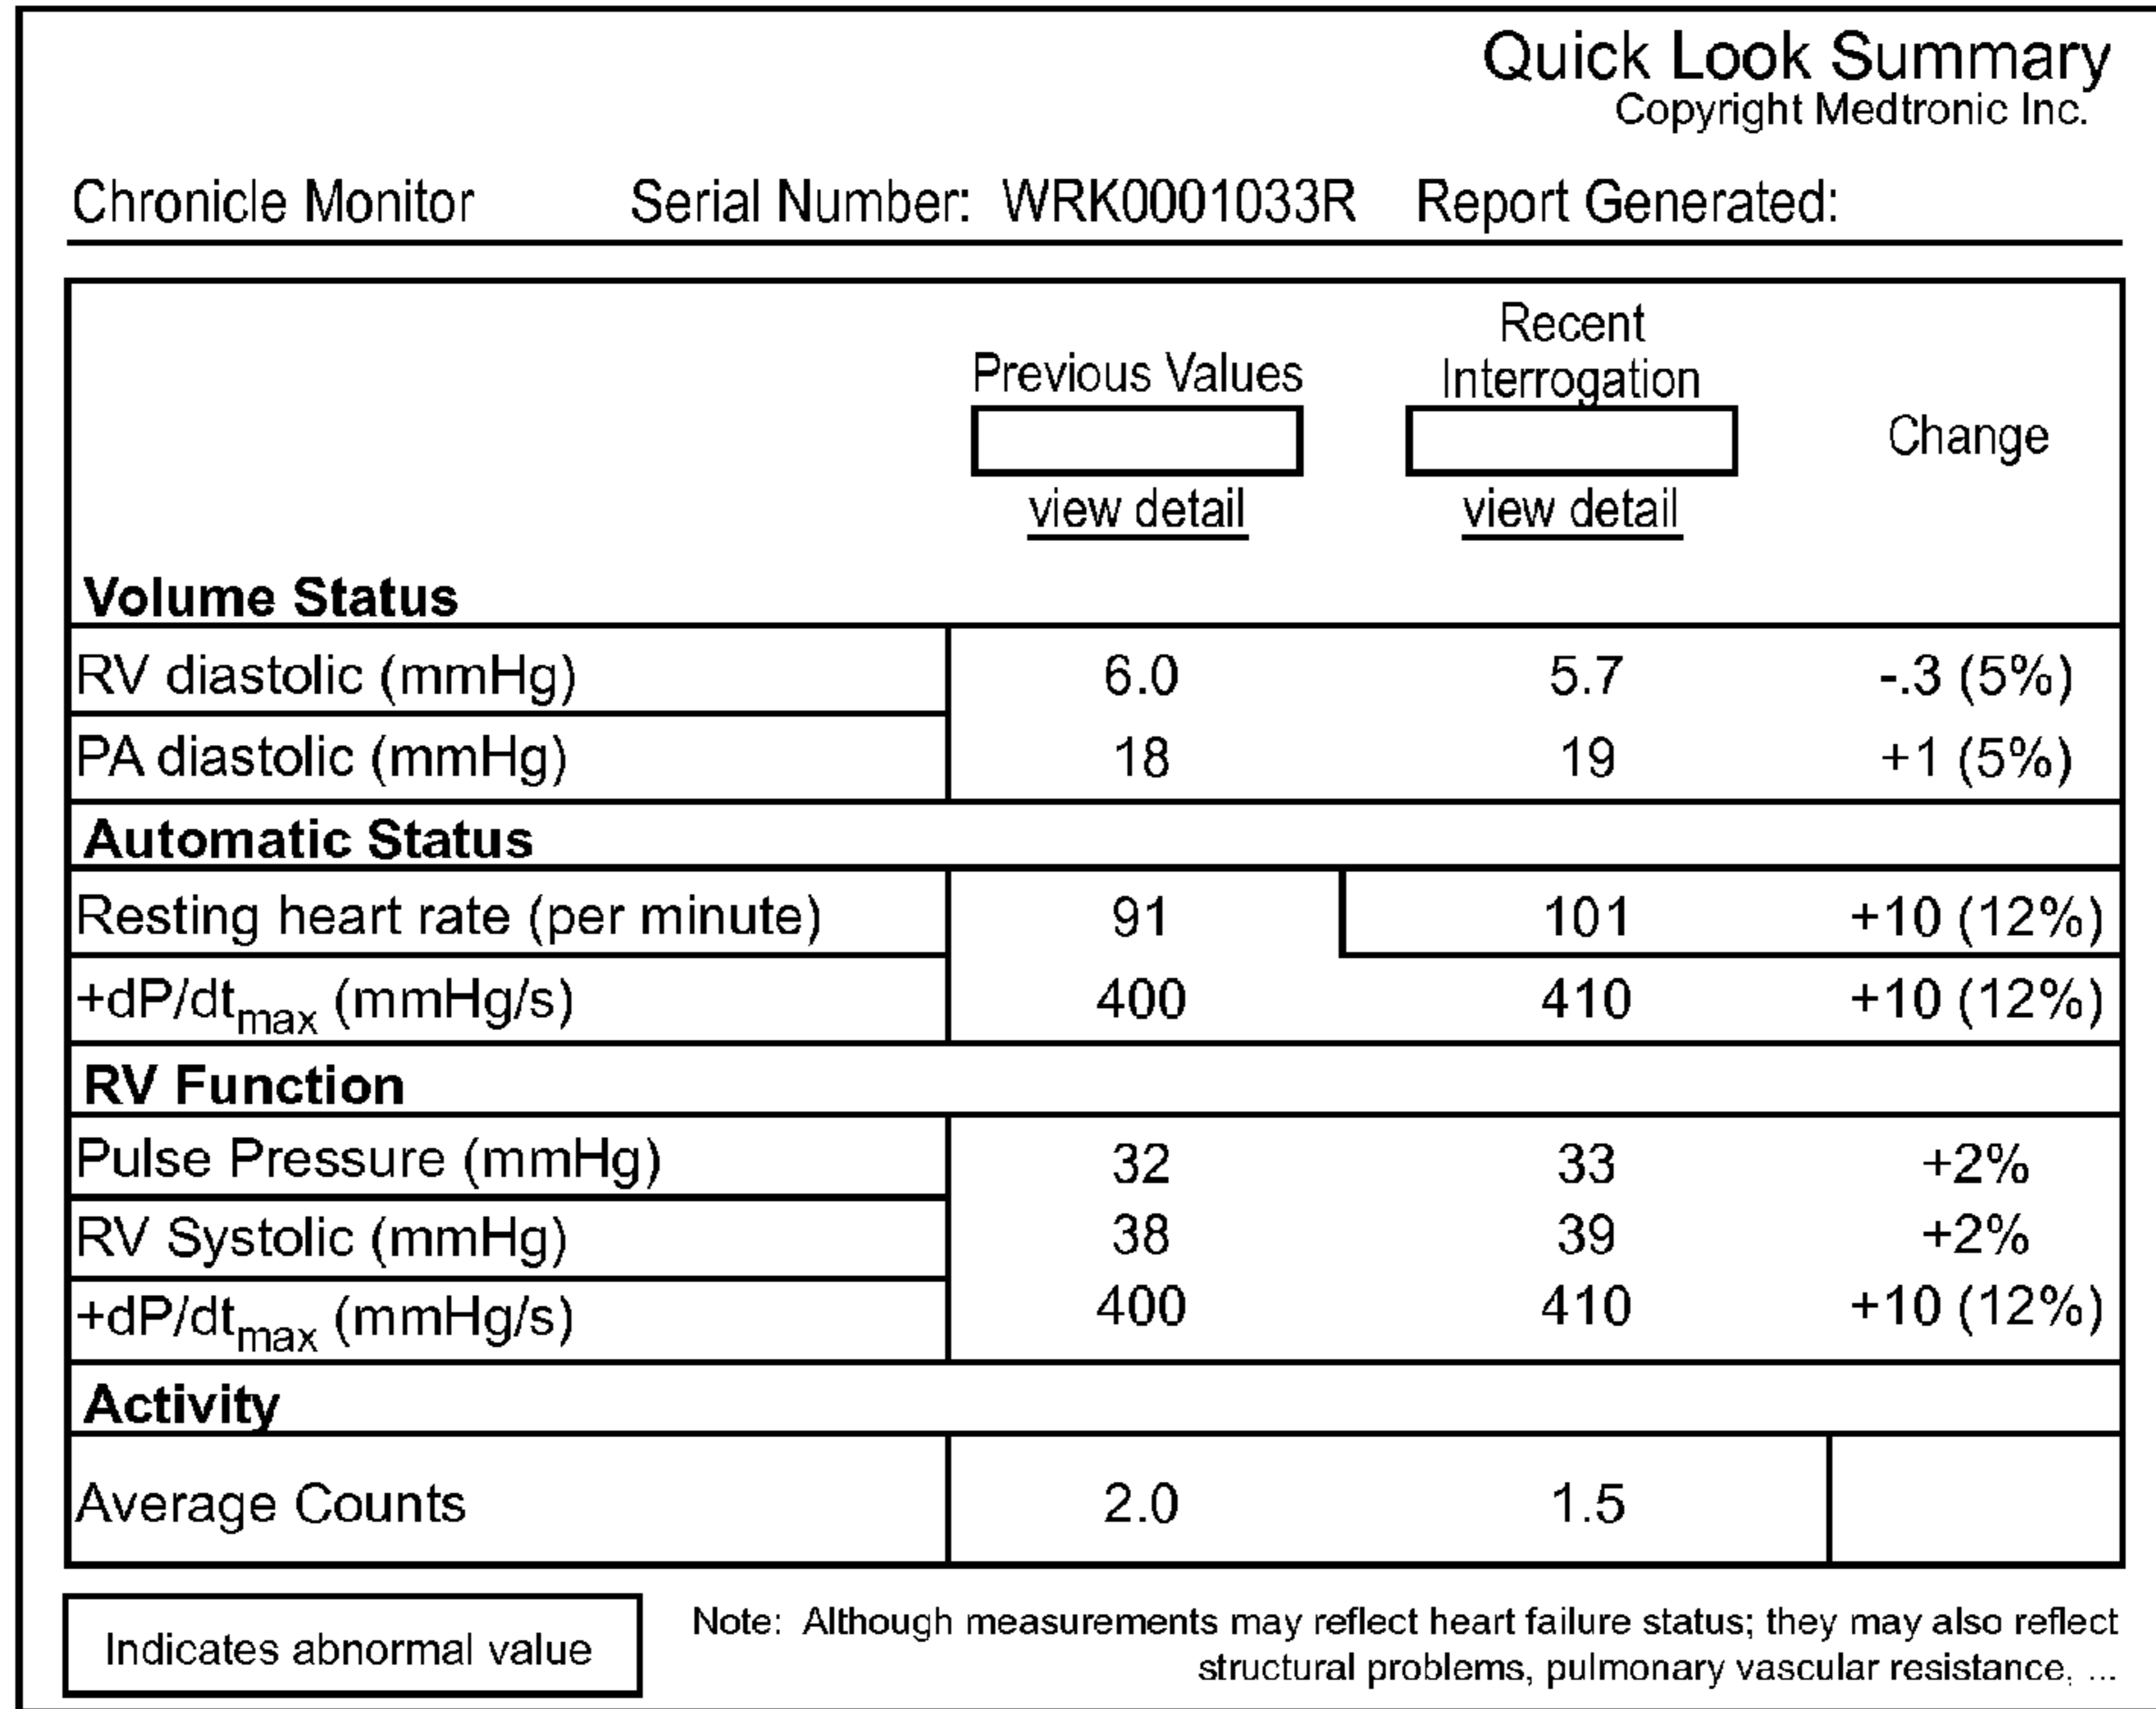 Quick Look Summary
Copyright Medtronic Inc.
Chronicle Monitor Serial Number: WRK0001033R Report Generated:
Previous Values Recent Interrogation Change
view detail view detail
Volume Status
RV diastolic (mmHg) 6.0 5.7 -.3 (5%)
PA diastolic (mmHg) 18 19 +1 (5%)
Automatic Status
Resting heart rate (per minute) 91 101 +10 (12%)
+dP/dtmax (mmHg/s) 400 410 +10 (12%)
RV Function
Pulse Pressure (mmHg) 32 33 +2%
RV Systolic (mmHg) 38 39 +2%
+dP/dtmax (mmHg/s) 400 410 +10 (12%)
Activity
Average Counts 2.0 1.5
Indicates abnormal value
Note: Although measurements may reflect heart failure status; they may also reflect
structural problems, pulmonary vascular resistance, ...